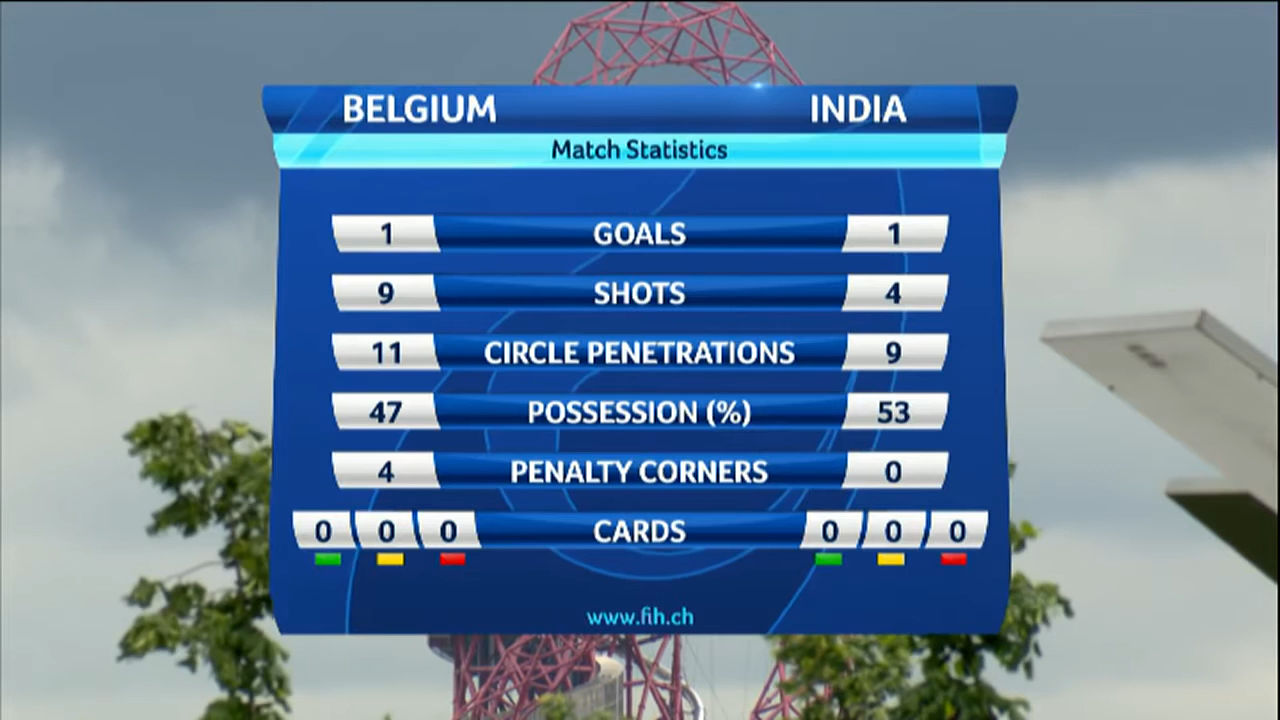 BELGIUM INDIA
Match Statistics
1 GOALS 1
9 SHOTS 4
11 CIRCLE PENETRATIONS 9
47 POSSESSION (%) 53
4 PENALTY CORNERS 0
0 0 0 CARDS 0 0 0
www.fih.ch